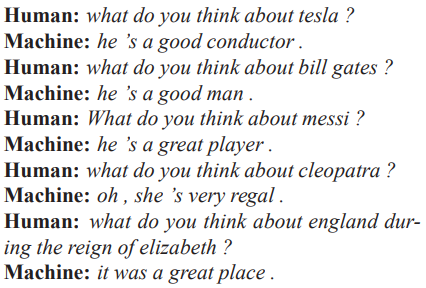 Human: what do you think about tesla ?
Machine: he ’s a good conductor .
Human: what do you think about bill gates ?
Machine: he ’s a good man .
Human: What do you think about messi ?
Machine: he ’s a great player .
Human: what do you think about cleopatra ?
Machine: oh , she ’s very regal .
Human: what do you think about england dur-
ing the reign of elizabeth ?
Machine: it was a great place .